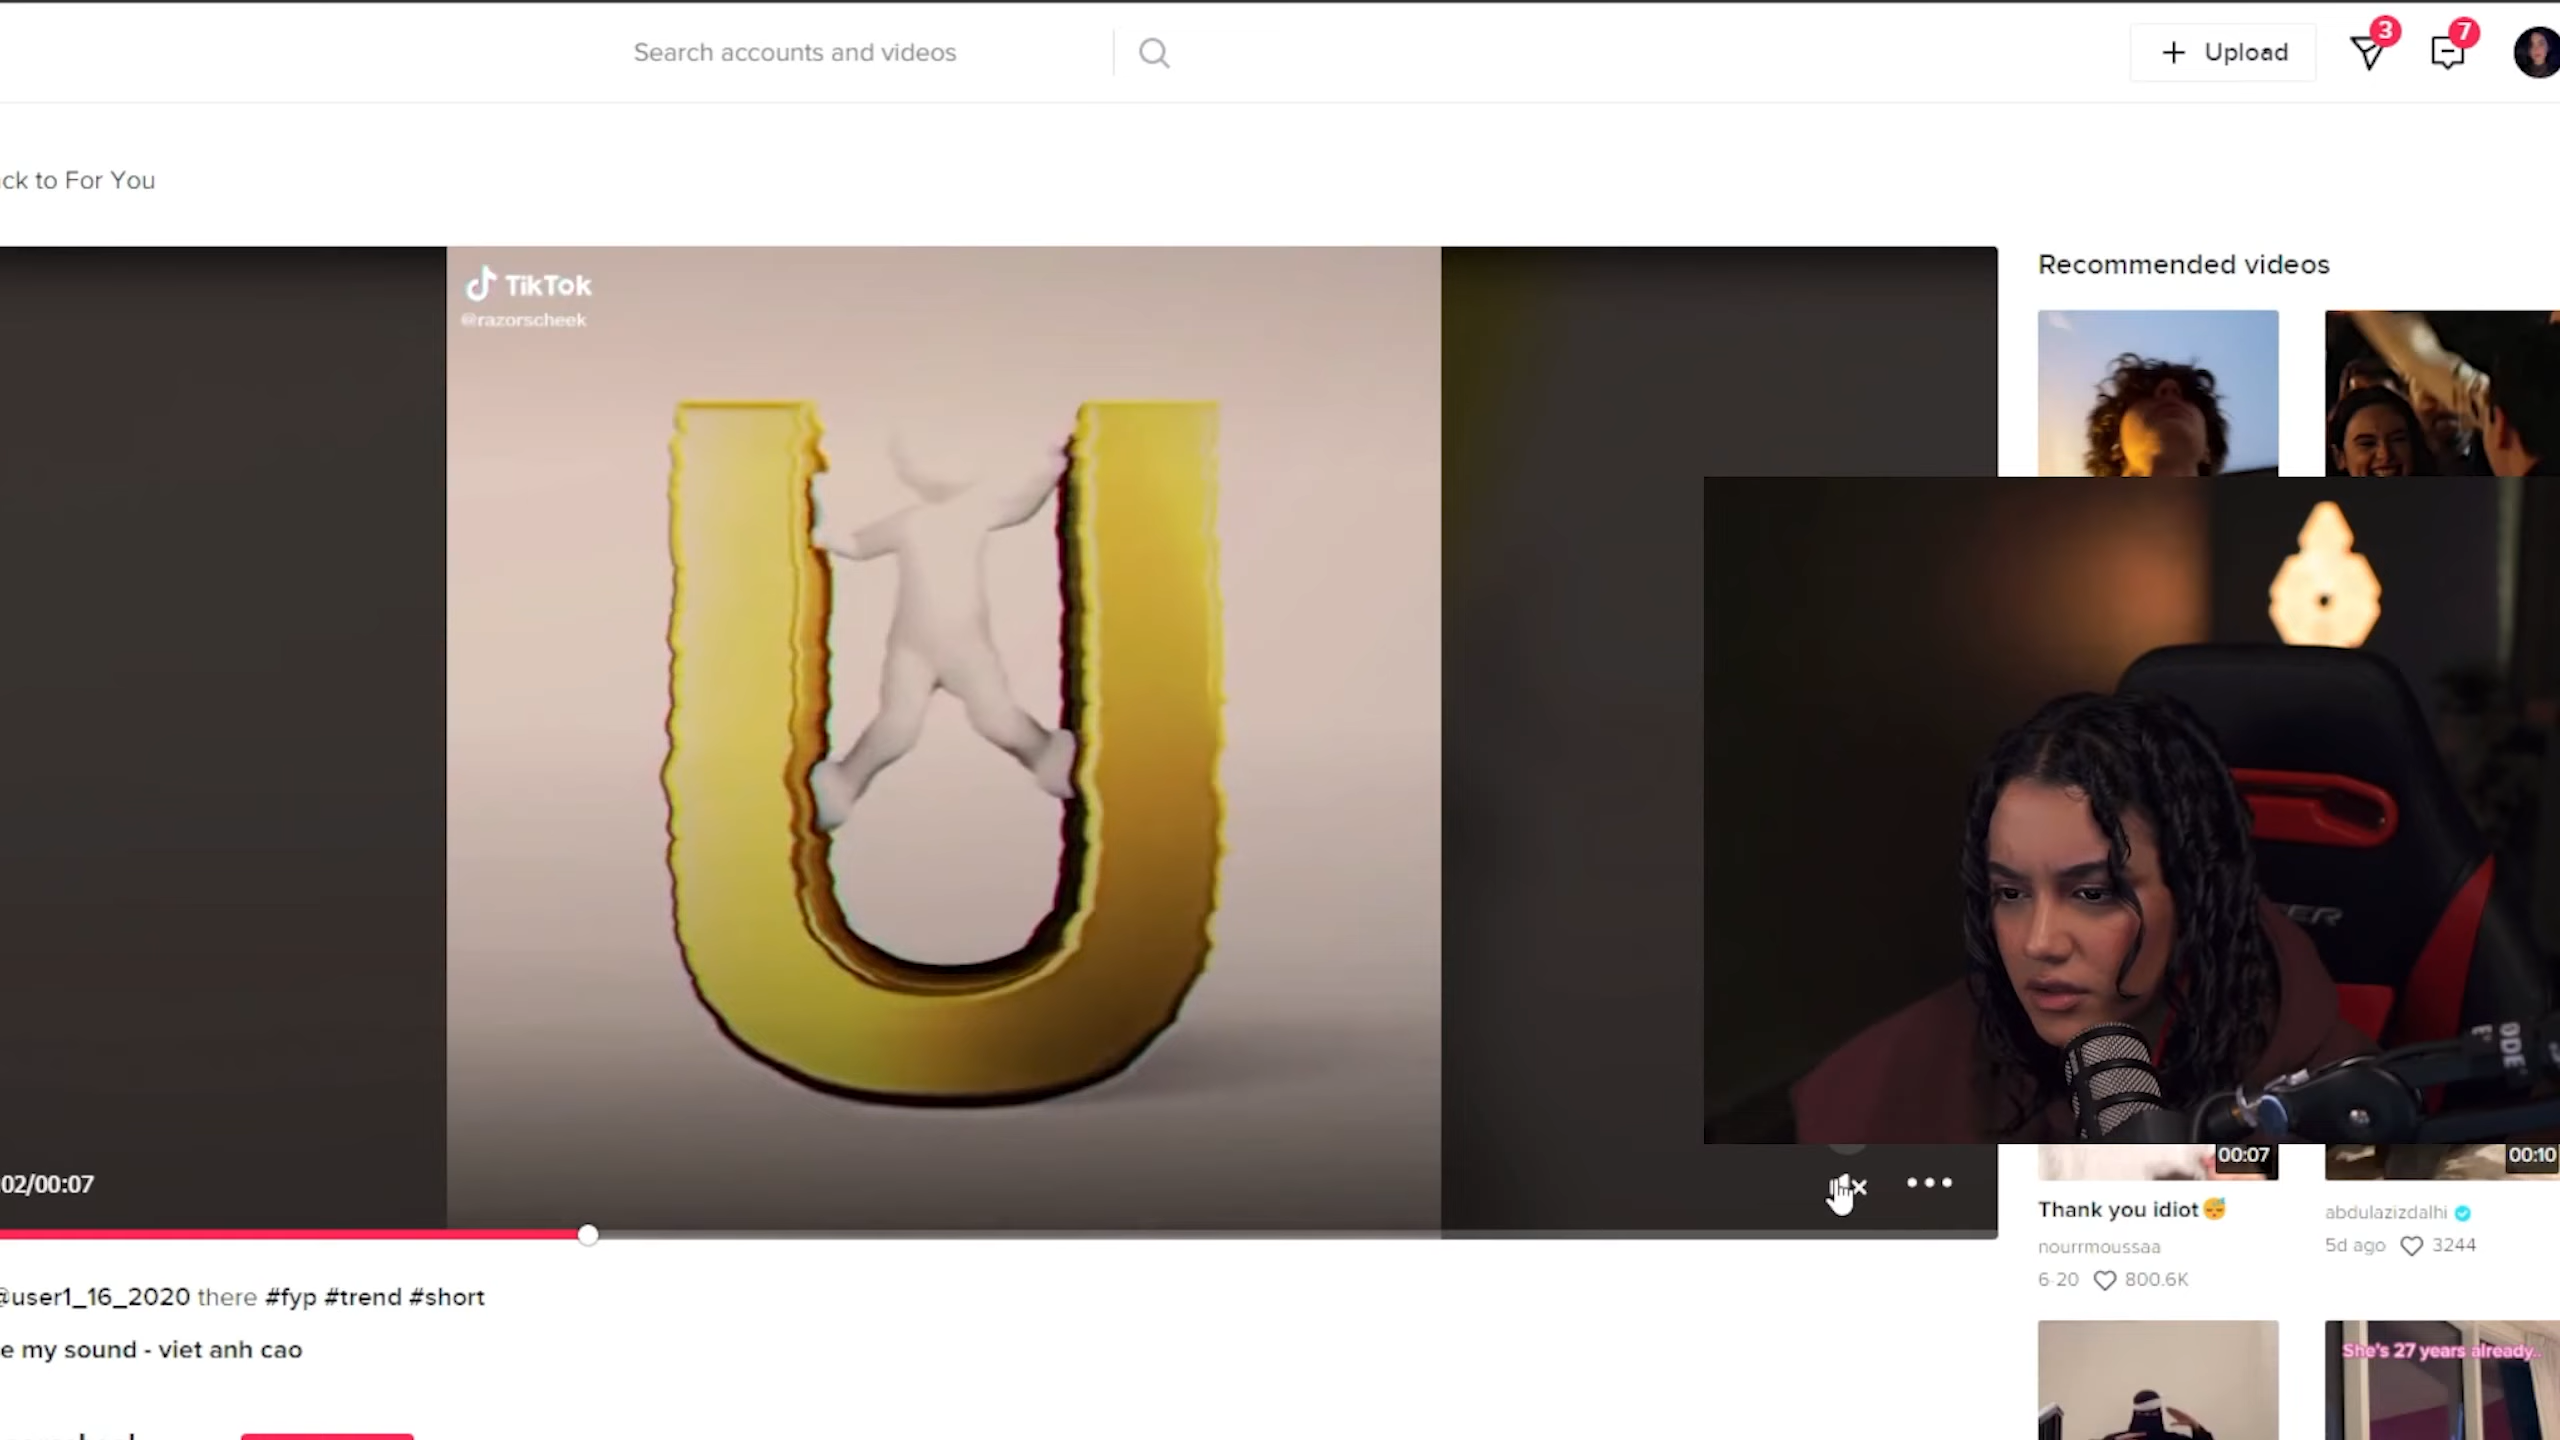 Search accounts and videos
Upload
3
7
ck to For You
TikTok
@razorscheek
U
Recommended videos
02/00:07
00:07
00:10
Thank you idiot😴
nourrmoussaa
6-20 800.6K
abdulazizdalhi
5d ago 3244
@user1_16_2020 there #fyp #trend #short
e my sound - viet anh cao
She's 27 years already..